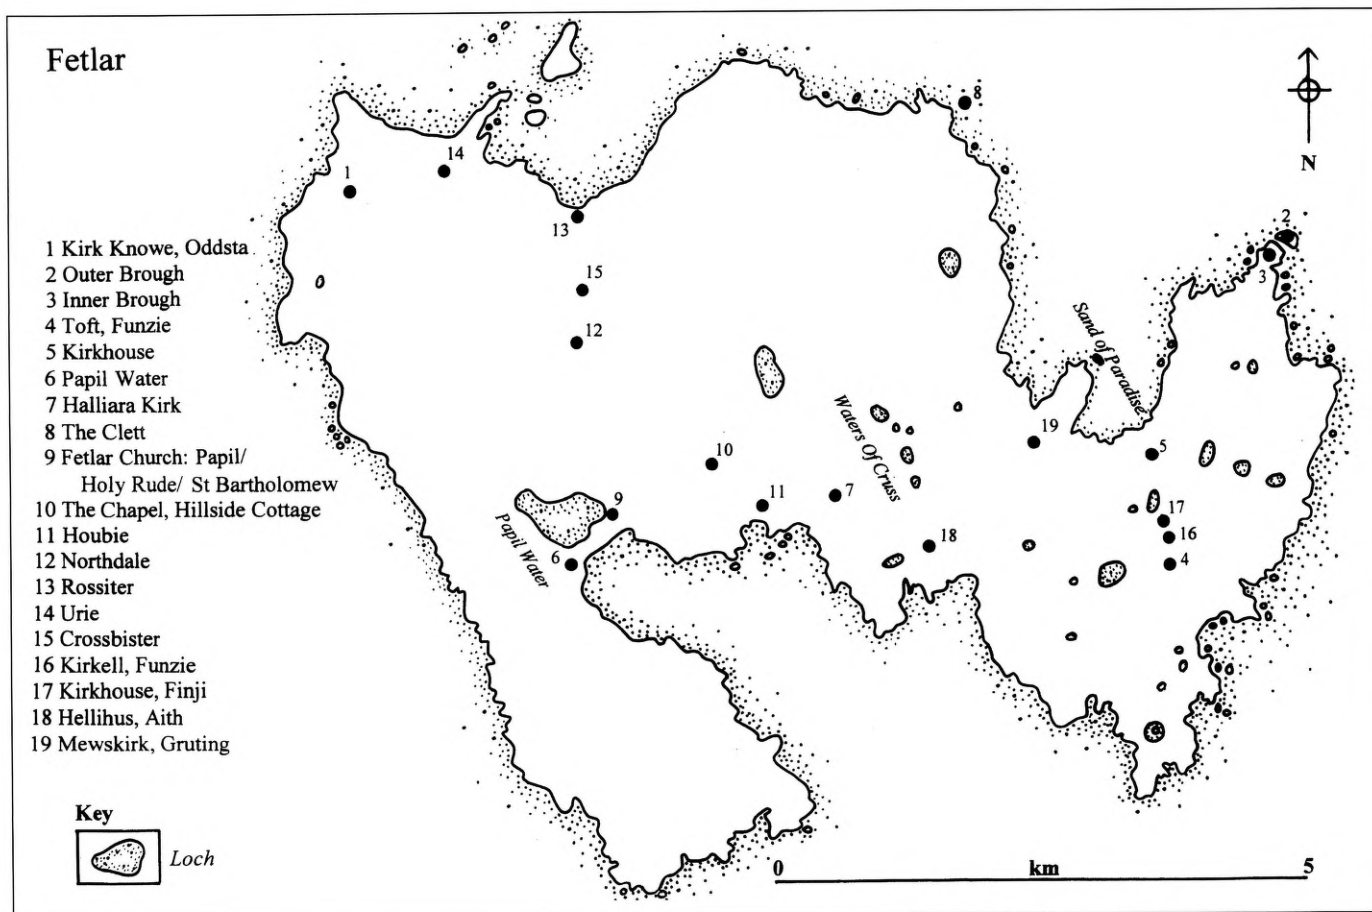 Fetlar
N
1 Kirk Knowe, Oddsta
2 Outer Brough
3 Inner Brough
4 Toft, Funzie
5 Kirkhouse
6 Papil Water
7 Halliara Kirk
8 The Clett
9 Fetlar Church: Papil/
Holy Rude/ St Bartholomew
10 The Chapel, Hillside Cottage
11 Houbie
12 Northdale
13 Rossiter
14 Urie
15 Crossbister
16 Kirkell, Funzie
17 Kirkhouse, Finji
18 Hellihus, Aith
19 Mewskirk, Gruting
Key
Loch
8
14
1
13
2
3
15
12
Sand of Paradise
Waters Of Cruss
19
5
10
7
11
9
17
16
18
4
6
Papil Water
0 km 5